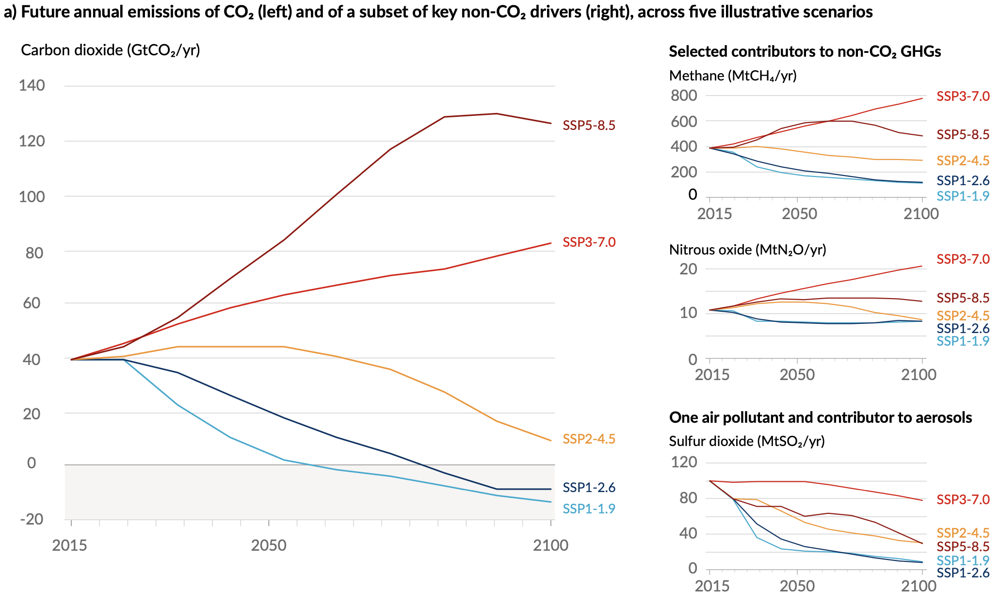 a) Future annual emissions of CO₂ (left) and of a subset of key non-CO₂ drivers (right), across five illustrative scenarios
Carbon dioxide (GtCO₂/yr)
140
120
100
80
60
40
20
0
-20
2015 2050 2100
SSP5-8.5
SSP3-7.0
SSP2-4.5
SSP1-2.6
SSP1-1.9
Selected contributors to non-CO₂ GHGs
Methane (MtCH₄/yr)
800
600
400
200
0
2015 2050 2100
SSP3-7.0
SSP5-8.5
SSP2-4.5
SSP1-2.6
SSP1-1.9
Nitrous oxide (MtN₂O/yr)
20
10
0
2015 2050 2100
SSP3-7.0
SSP5-8.5
SSP2-4.5
SSP1-2.6
SSP1-1.9
One air pollutant and contributor to aerosols
Sulfur dioxide (MtSO₂/yr)
120
80
40
0
2015 2050 2100
SSP3-7.0
SSP2-4.5
SSP5-8.5
SSP1-1.9
SSP1-2.6